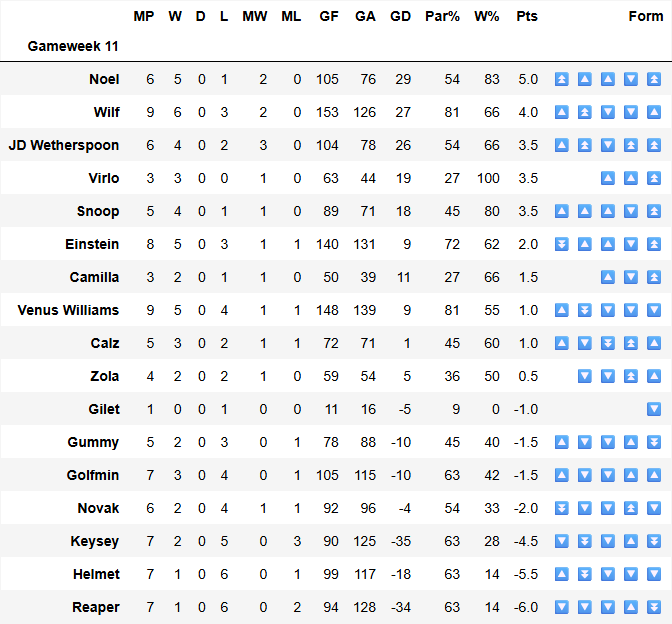 MP W D L MW ML GF GA GD Par% W% Pts Form
Gameweek 11
Noel 6 5 0 1 2 0 105 76 29 54 83 5.0 ⏫ 🔼 🔼 🔽 ⏫
Wilf 9 6 0 3 2 0 153 126 27 81 66 4.0 🔼 ⏫ 🔽 🔽 🔼
JD Wetherspoon 6 4 0 2 3 0 104 78 26 54 66 3.5 🔼 ⏫ 🔽 ⏫ ⏫
Virlo 3 3 0 0 1 0 63 44 19 27 100 3.5 🔼 🔼 ⏫
Snoop 5 4 0 1 1 0 89 71 18 45 80 3.5 🔼 🔼 🔼 🔽 ⏫
Einstein 8 5 0 3 1 1 140 131 9 72 62 2.0 ⏬ 🔼 🔼 🔽 ⏫
Camilla 3 2 0 1 1 0 50 39 11 27 66 1.5 🔼 🔽 ⏫
Venus Williams 9 5 0 4 1 1 148 139 9 81 55 1.0 🔼 ⏬ 🔽 🔽 🔽
Calz 5 3 0 2 1 1 72 71 1 45 60 1.0 🔼 🔽 ⏬ ⏫ 🔼
Zola 4 2 0 2 1 0 59 54 5 36 50 0.5 🔽 🔽 ⏫ 🔼
Gilet 1 0 0 1 0 0 11 16 -5 9 0 -1.0 🔽
Gummy 5 2 0 3 0 1 78 88 -10 45 40 -1.5 🔼 🔽 🔽 🔼 ⏬
Golfmin 7 3 0 4 0 1 105 115 -10 63 42 -1.5 🔼 🔽 🔽 🔼 🔼
Novak 6 2 0 4 1 1 92 96 -4 54 33 -2.0 ⏬ 🔽 🔽 ⏫ 🔽
Keysey 7 2 0 5 0 3 90 125 -35 63 28 -4.5 🔽 ⏬ 🔽 🔼 ⏬
Helmet 7 1 0 6 0 1 99 117 -18 63 14 -5.5 🔼 ⏬ 🔽 🔽 🔽
Reaper 7 1 0 6 0 2 94 128 -34 63 14 -6.0 🔽 🔽 🔽 🔼 ⏬